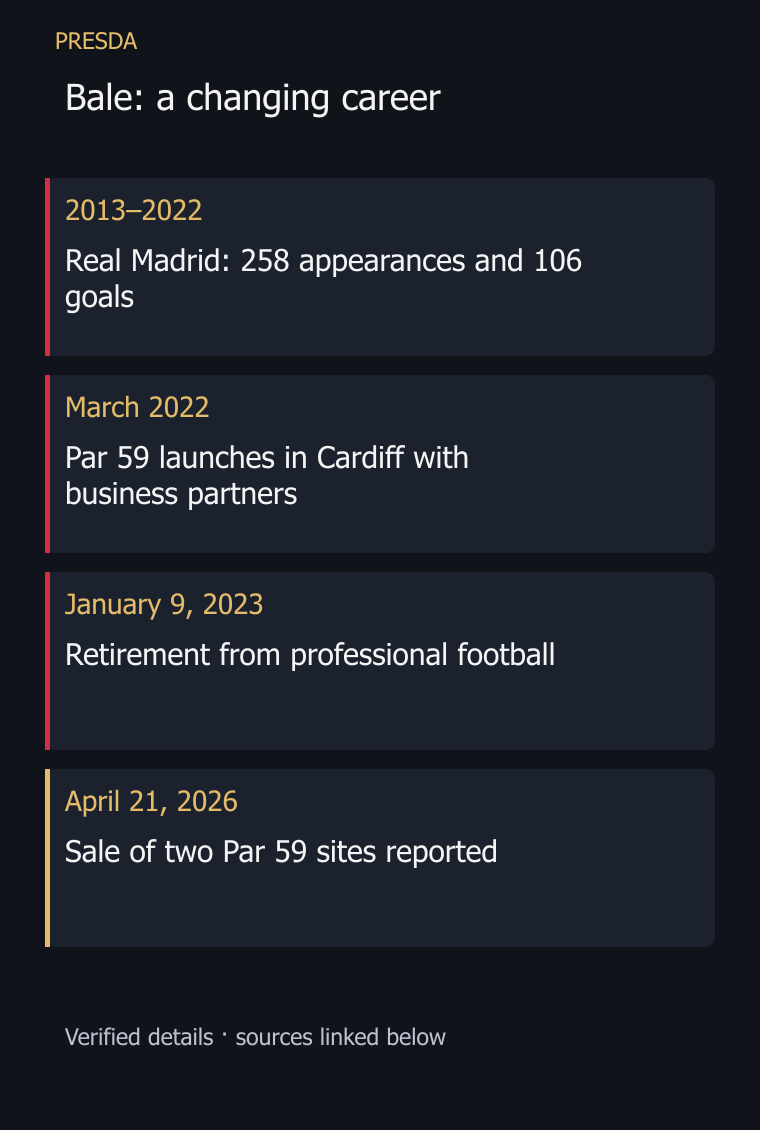 PRESDA
Bale: a changing career
2013–2022
Real Madrid: 258 appearances and 106
goals
March 2022
Par 59 launches in Cardiff with
business partners
January 9, 2023
Retirement from professional football
April 21, 2026
Sale of two Par 59 sites reported
Verified details · sources linked below